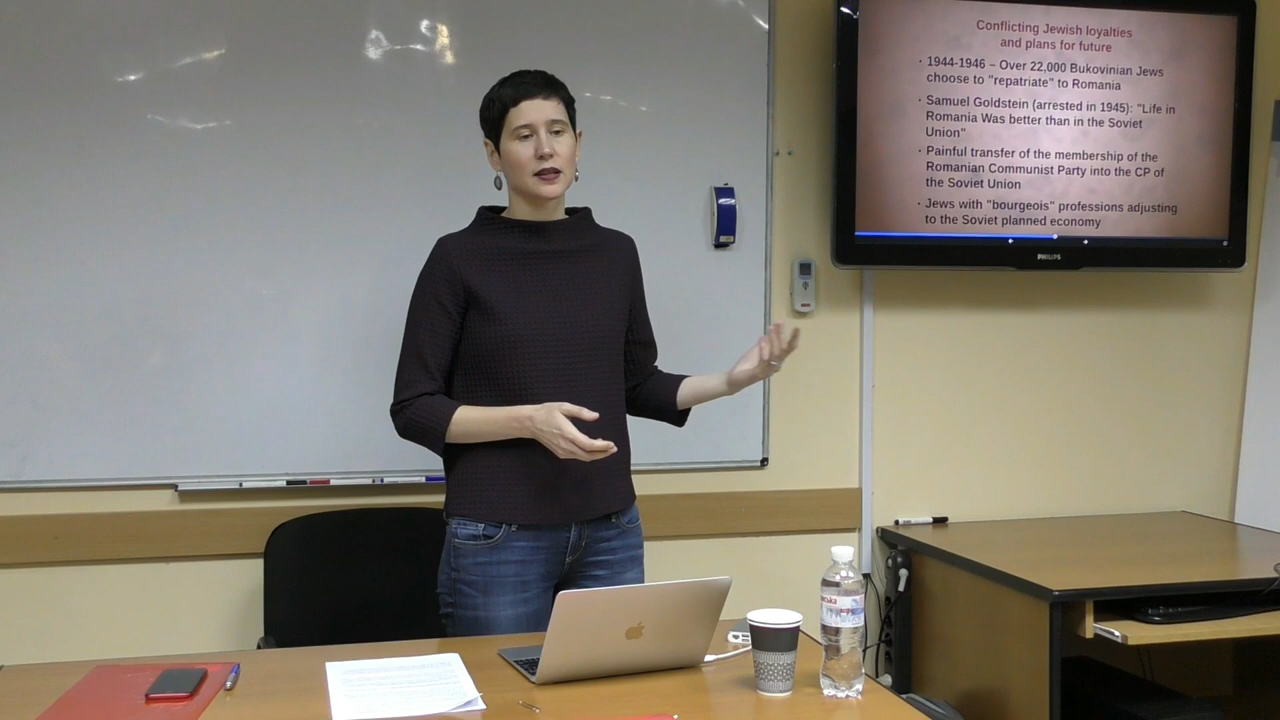 Conflicting Jewish loyalties
and plans for future
· 1944-1946 – Over 22,000 Bukovinian Jews
choose to "repatriate" to Romania
· Samuel Goldstein (arrested in 1945): "Life in
Romania Was better than in the Soviet
Union"
· Painful transfer of the membership of the
Romanian Communist Party into the CP of
the Soviet Union
· Jews with "bourgeois" professions adjusting
to the Soviet planned economy
PHILIPS